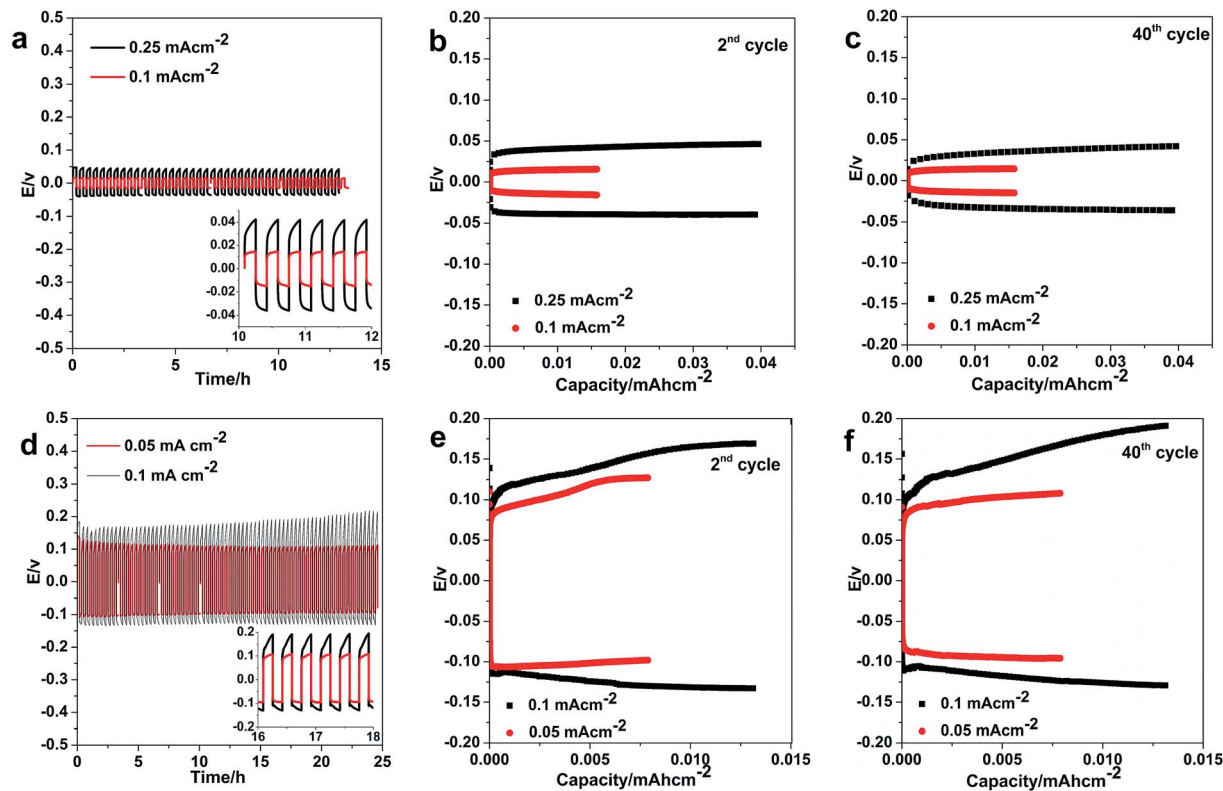 a
0.25 mAcm-2
0.1 mAcm-2
0.5
0.4
0.3
0.2
0.1
0.0
-0.1
-0.2
-0.3
-0.4
-0.5
E/v
0.04
0.02
0.00
-0.02
-0.04
10 11 12
0 5 10 15
Time/h
b
2nd cycle
0.20
0.15
0.10
0.05
0.00
-0.05
-0.10
-0.15
-0.20
E/v
0.25 mAcm-2
0.1 mAcm-2
0.00 0.01 0.02 0.03 0.04
Capacity/mAhcm-2
c
40th cycle
0.20
0.15
0.10
0.05
0.00
-0.05
-0.10
-0.15
-0.20
E/v
0.25 mAcm-2
0.1 mAcm-2
0.00 0.01 0.02 0.03 0.04
Capacity/mAhcm-2
d
0.05 mA cm-2
0.1 mA cm-2
0.5
0.4
0.3
0.2
0.1
0.0
-0.1
-0.2
-0.3
-0.4
-0.5
E/v
0.2
0.1
0.0
-0.1
-0.2
16 17 18
0 5 10 15 20 25
Time/h
e
2nd cycle
0.20
0.15
0.10
0.05
0.00
-0.05
-0.10
-0.15
-0.20
E/v
0.1 mAcm-2
0.05 mAcm-2
0.000 0.005 0.010 0.015
Capacity/mAhcm-2
f
40th cycle
0.20
0.15
0.10
0.05
0.00
-0.05
-0.10
-0.15
-0.20
E/v
0.1 mAcm-2
0.05 mAcm-2
0.000 0.005 0.010 0.015
Capacity/mAhcm-2